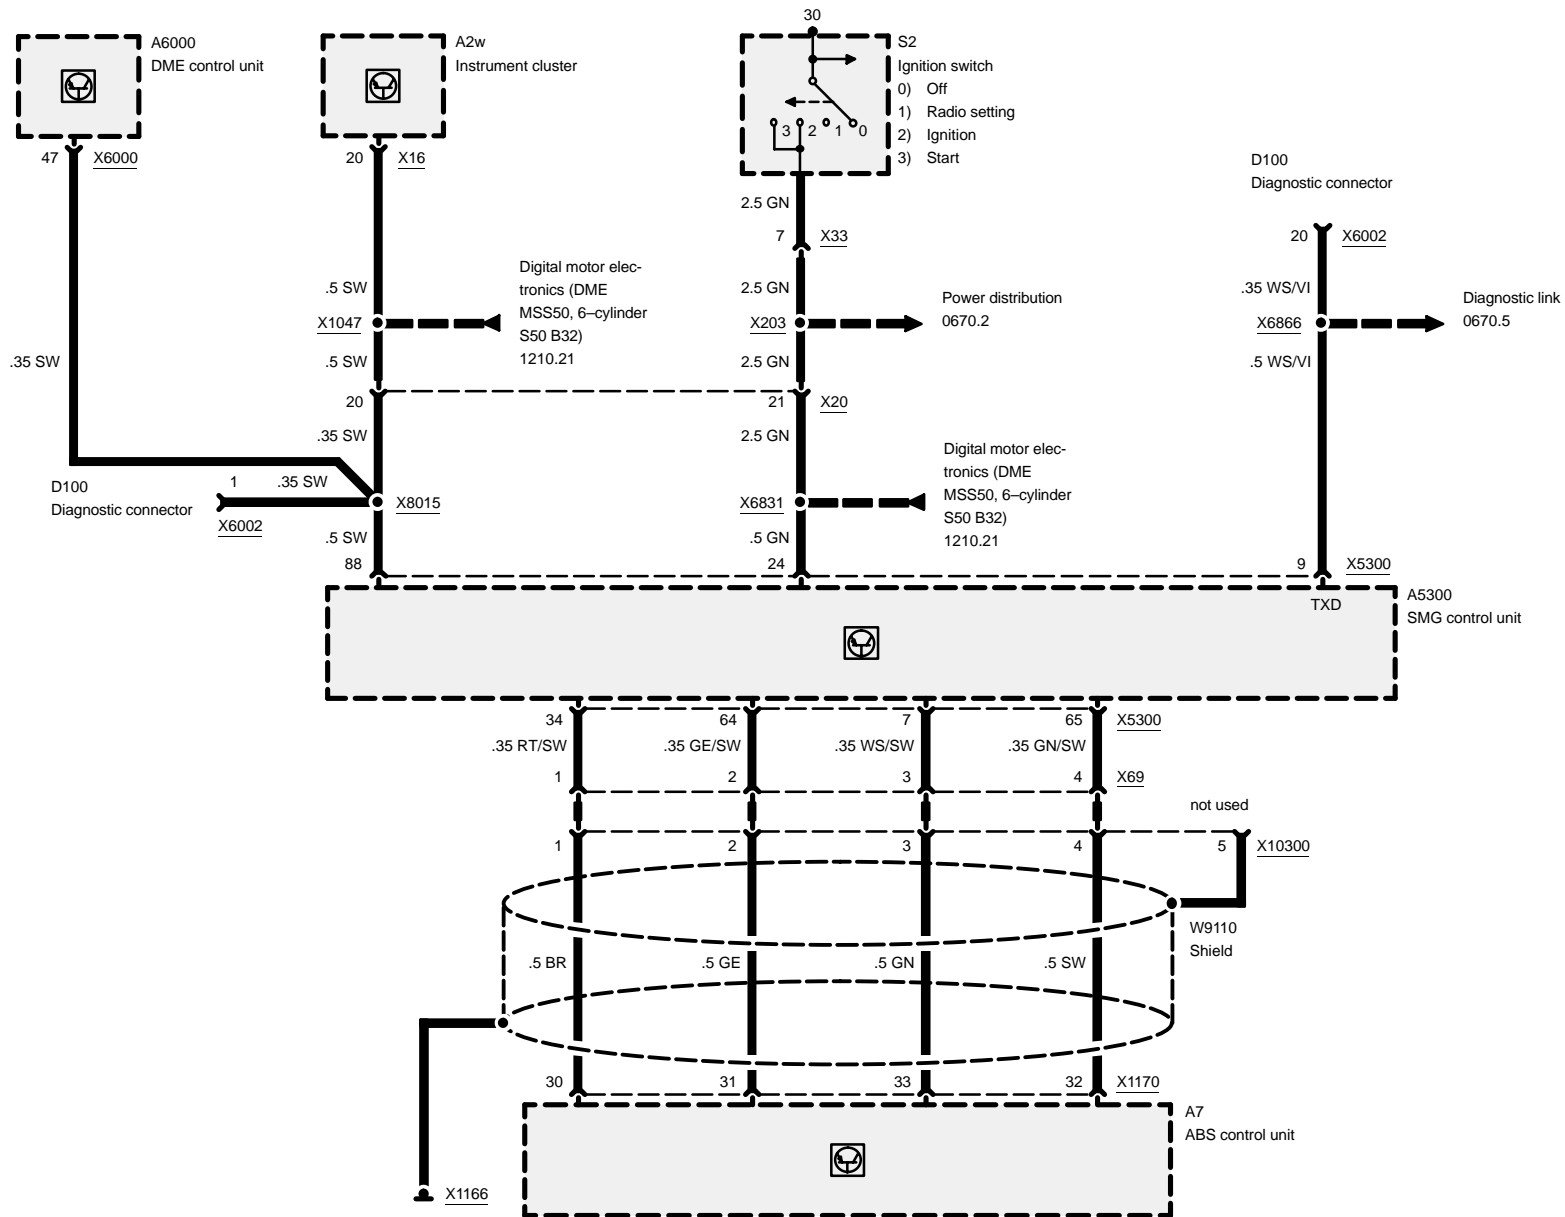 30
A6000
DME control unit
A2w
Instrument cluster
S2
Ignition switch
0) Off
1) Radio setting
2) Ignition
3) Start
3 2 1 0
47 X6000
20 X16
D100
Diagnostic connector
2.5 GN
7 X33
20 X6002
Digital motor elec-
tronics (DME
MSS50, 6–cylinder
S50 B32)
1210.21
.5 SW
X1047
.5 SW
2.5 GN
X203
2.5 GN
Power distribution
0670.2
.35 WS/VI
X6866
.5 WS/VI
Diagnostic link
0670.5
.35 SW
20
21 X20
.35 SW
2.5 GN
Digital motor elec-
tronics (DME
MSS50, 6–cylinder
S50 B32)
1210.21
D100
Diagnostic connector
1 .35 SW
X6002
X8015
X6831
.5 SW
.5 GN
88
24
9 X5300
TXD
A5300
SMG control unit
34
64
7
65 X5300
.35 RT/SW
.35 GE/SW
.35 WS/SW
.35 GN/SW
1
2
3
4 X69
not used
1
2
3
4
5 X10300
W9110
Shield
.5 BR
.5 GE
.5 GN
.5 SW
30
31
33
32 X1170
A7
ABS control unit
X1166